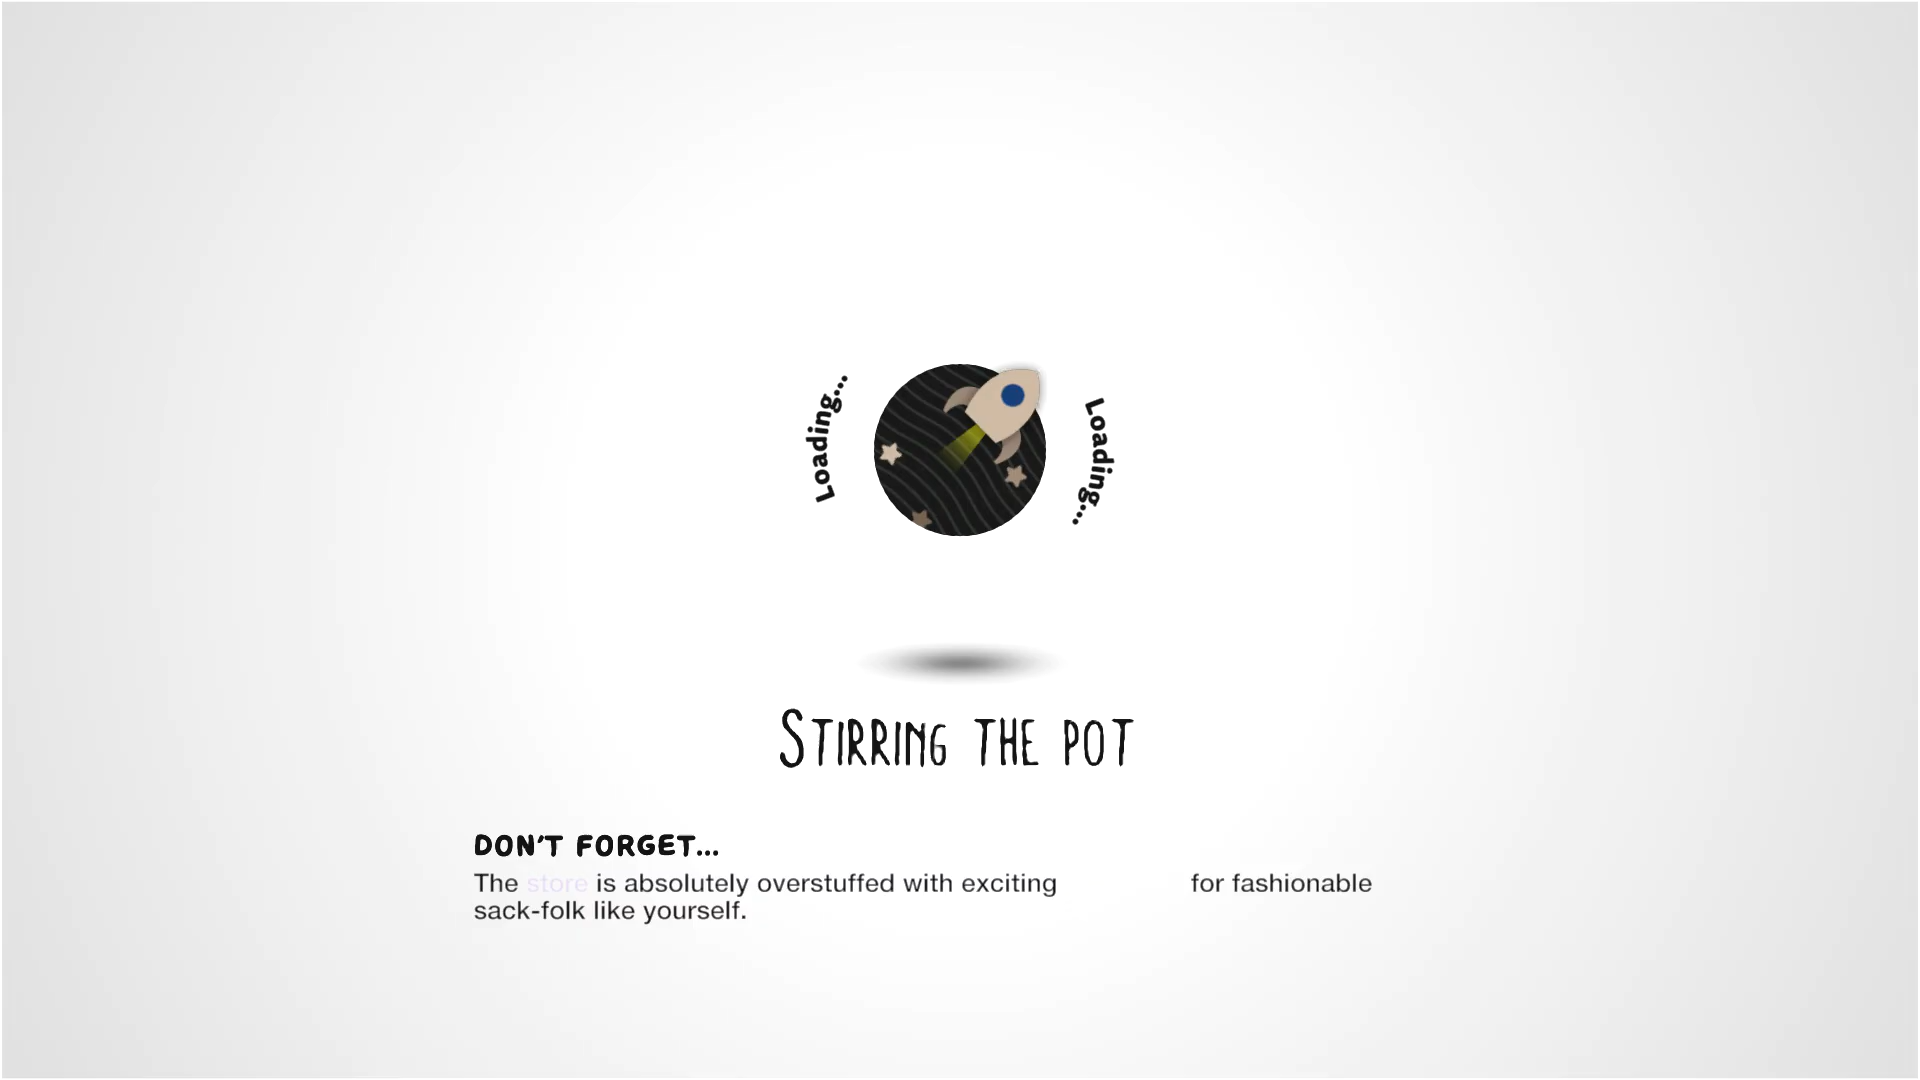 Loading...
Loading...
STIRRING THE POT
DON'T FORGET...
The store is absolutely overstuffed with exciting for fashionable
sack-folk like yourself.